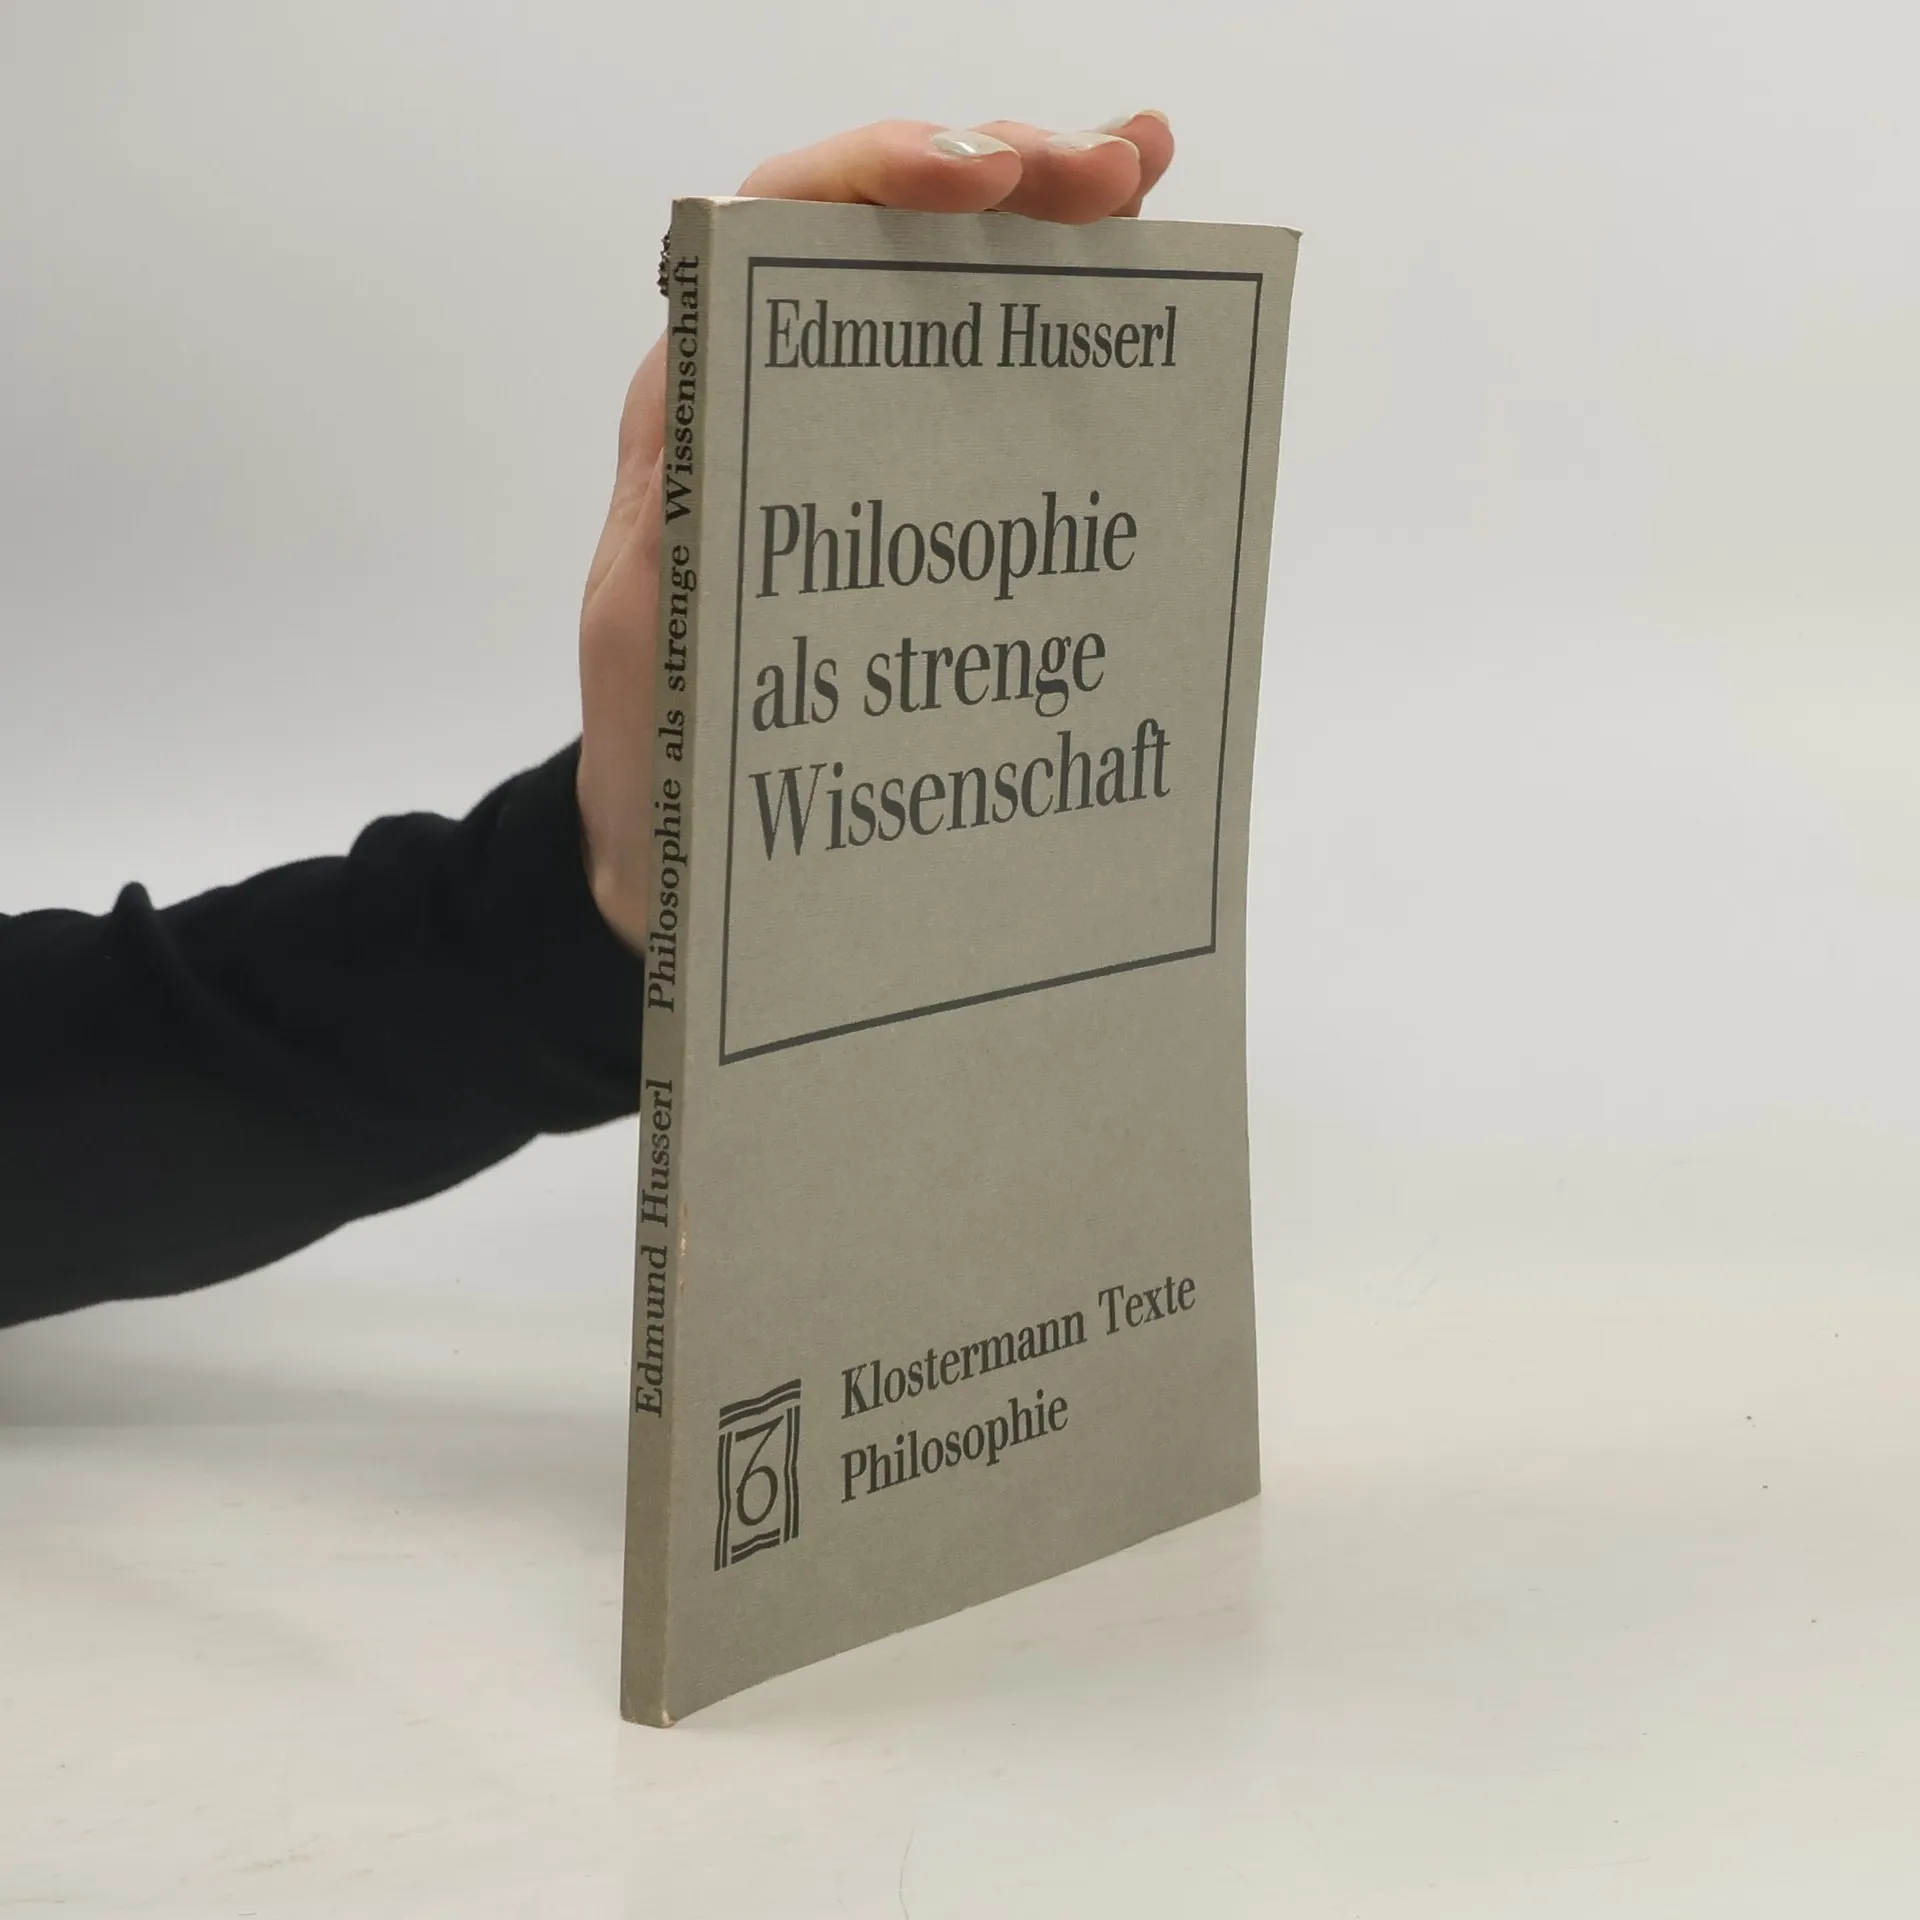 Edmund Husserl
Philosophie
als strenge
Wissenschaft
Klostermann Texte
Philosophie
Edmund Husserl Philosophie als strenge Wissenschaft